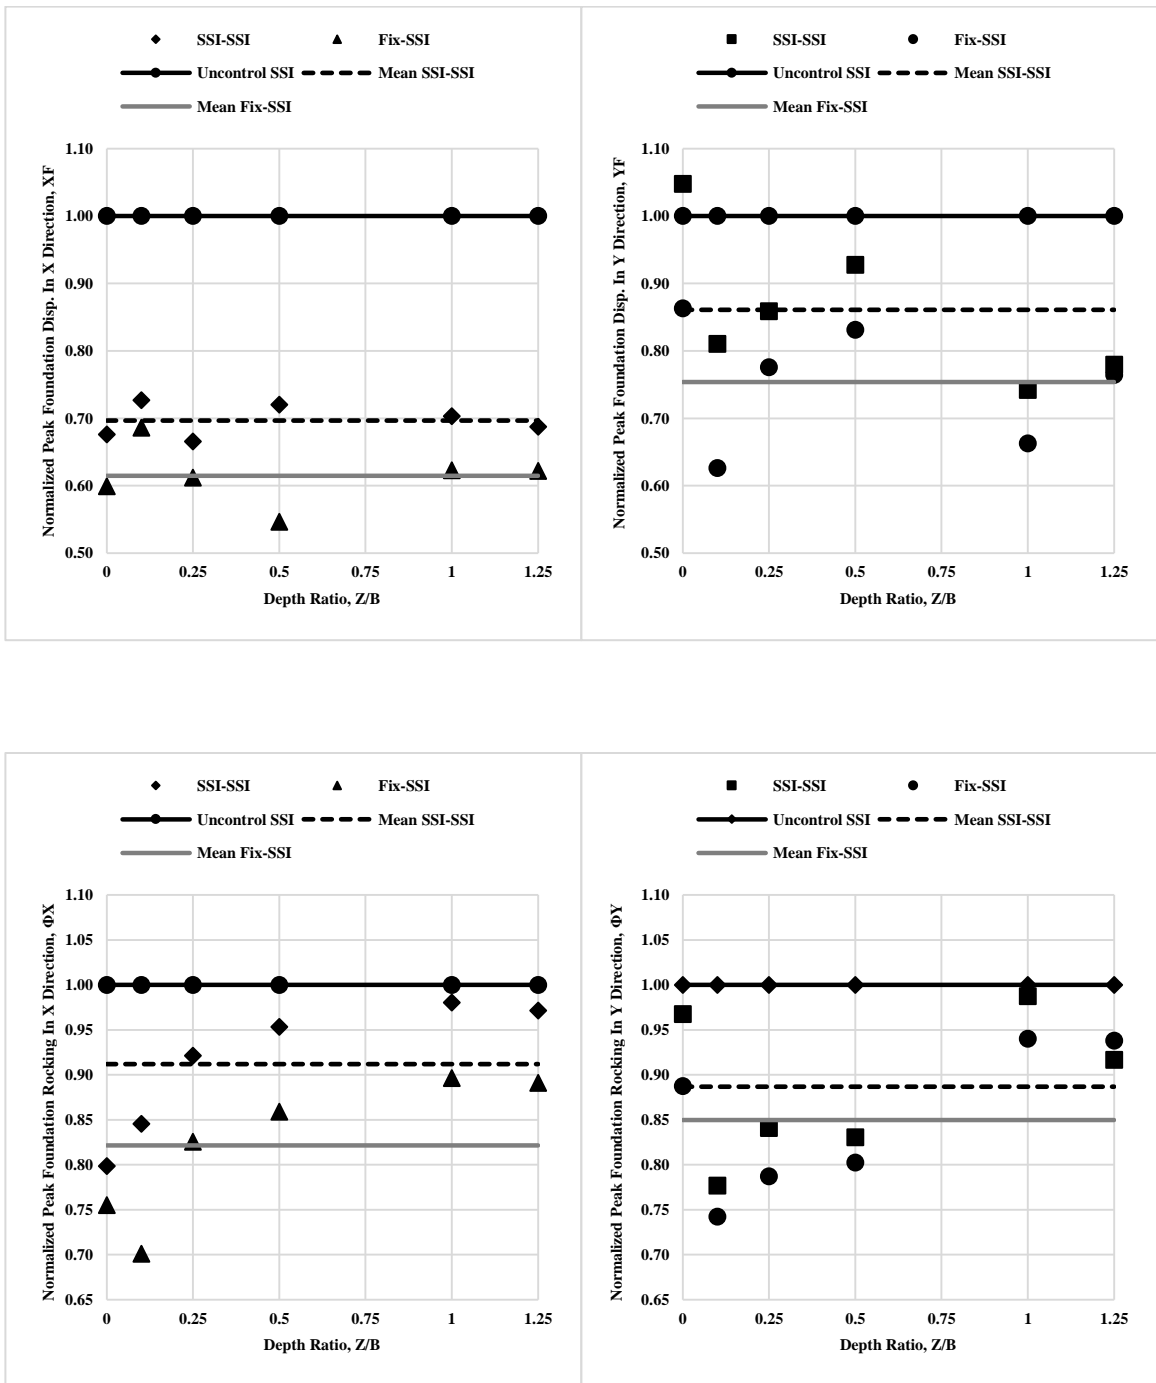 SSI-SSI Fix-SSI
Uncontrol SSI Mean SSI-SSI
Mean Fix-SSI
Normalized Peak Foundation Disp. In X Direction, XF
1.10
1.00
0.90
0.80
0.70
0.60
0.50
0 0.25 0.5 0.75 1 1.25
Depth Ratio, Z/B
SSI-SSI Fix-SSI
Uncontrol SSI Mean SSI-SSI
Mean Fix-SSI
Normalized Peak Foundation Disp. In Y Direction, YF
1.10
1.00
0.90
0.80
0.70
0.60
0.50
0 0.25 0.5 0.75 1 1.25
Depth Ratio, Z/B
SSI-SSI Fix-SSI
Uncontrol SSI Mean SSI-SSI
Mean Fix-SSI
Normalized Peak Foundation Rocking In X Direction, ΦX
1.10
1.05
1.00
0.95
0.90
0.85
0.80
0.75
0.70
0.65
0 0.25 0.5 0.75 1 1.25
Depth Ratio, Z/B
SSI-SSI Fix-SSI
Uncontrol SSI Mean SSI-SSI
Mean Fix-SSI
Normalized Peak Foundation Rocking In Y Direction, ΦY
1.10
1.05
1.00
0.95
0.90
0.85
0.80
0.75
0.70
0.65
0 0.25 0.5 0.75 1 1.25
Depth Ratio, Z/B